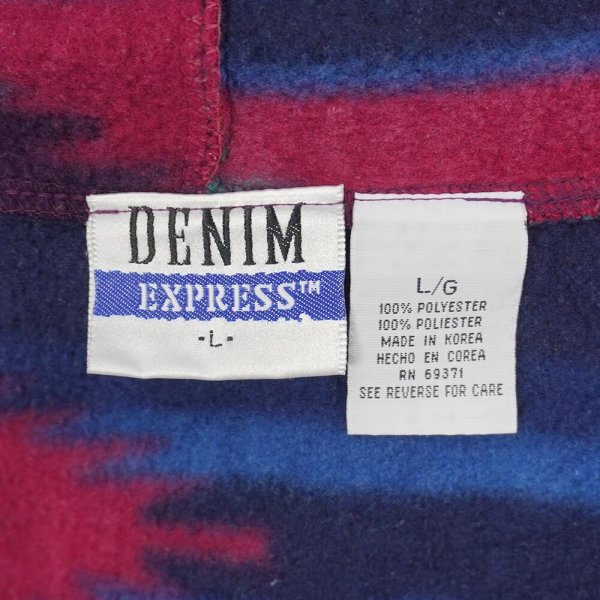 DENIM
EXPRESS™
-L-
L/G
100% POLYESTER
100% POLIESTER
MADE IN KOREA
HECHO EN COREA
RN 69371
SEE REVERSE FOR CARE